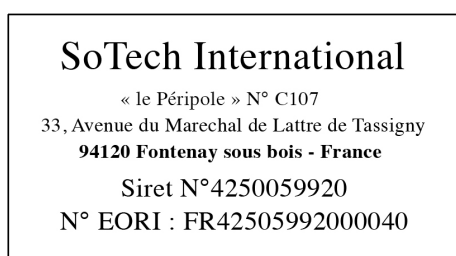 SoTech International
« le Péripole » N° C107
33, Avenue du Marechal de Lattre de Tassigny
94120 Fontenay sous bois - France
Siret N°4250059920
N° EORI : FR42505992000040